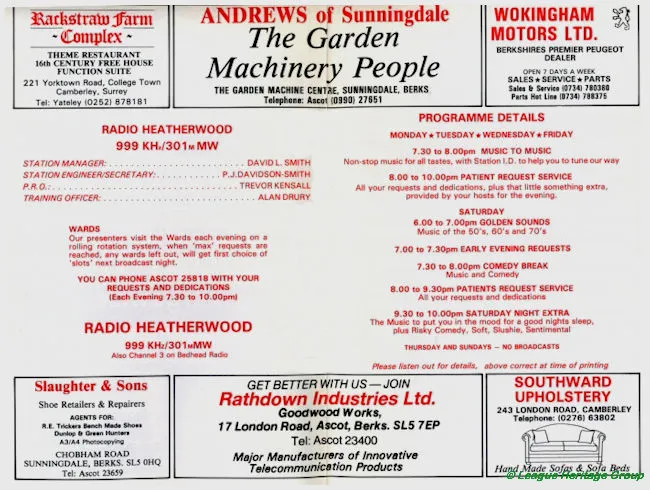 Rackstraw Farm
~ Complex ~
THEME RESTAURANT
16th CENTURY FREE HOUSE
FUNCTION SUITE
221 Yorktown Road, College Town
Camberley, Surrey
Tel: Yateley (0252) 878181
ANDREWS of Sunningdale
The Garden
Machinery People
THE GARDEN MACHINE CENTRE, SUNNINGDALE, BERKS.
Telephone: Ascot (0990) 27651
WOKINGHAM
MOTORS LTD.
BERKSHIRE PREMIER PEUGEOT
DEALER
OPEN 7 DAYS A WEEK
SALES ★ SERVICE ★ PARTS
Sales & Service (0734) 780360
Parts Hot Line (0734) 788375
RADIO HEATHERWOOD
999 KHz/301M MW
STATION MANAGER: . . . . . . . . . . . . . . . . . . . . . . . . DAVID L. SMITH
STATION ENGINEER/SECRETARY: . . . . . . . . . . . P.J.DAVIDSON-SMITH
P.R.O.: . . . . . . . . . . . . . . . . . . . . . . . . . . . . . . TREVOR KENSALL
TRAINING OFFICER: . . . . . . . . . . . . . . . . . . . . . . . . . . ALAN DRURY
WARDS
Our presenters visit the Wards each evening on a
rolling rotation system, when 'max' requests are
reached, any wards left out, will get first choice of
'slots' next broadcast night.
YOU CAN PHONE ASCOT 25818 WITH YOUR
REQUESTS AND DEDICATIONS
(Each Evening 7.30 to 10.00pm)
RADIO HEATHERWOOD
999 KHz/301M MW
Also Channel 3 on Bedhead Radio
PROGRAMME DETAILS
MONDAY ★ TUESDAY ★ WEDNESDAY ★ FRIDAY
7.30 to 8.00pm MUSIC TO MUSIC
Non-stop music for all tastes, with Station I.D. to help you to tune our way
8.00 to 10.00pm PATIENT REQUEST SERVICE
All your requests and dedications, plus that little something extra,
provided by your hosts for the evening.
SATURDAY
6.00 to 7.00pm GOLDEN SOUNDS
Music of the 50's, 60's and 70's
7.00 to 7.30pm EARLY EVENING REQUESTS
7.30 to 8.00pm COMEDY BREAK
Music and Comedy
8.00 to 9.30pm PATIENTS REQUEST SERVICE
All your requests and dedications
9.30 to 10.00pm SATURDAY NIGHT EXTRA
The Music to put you in the mood for a good nights sleep,
plus Risky Comedy, Soft, Slushie, Sentimental
THURSDAY AND SUNDAYS — NO BROADCASTS
Please listen out for details, above correct at time of printing
Slaughter & Sons
Shoe Retailers & Repairers
AGENTS FOR:
R.E. Trickers Bench Made Shoes
Dunlop & Green Hunters
A3/A4 Photocopying
CHOBHAM ROAD
SUNNINGDALE, BERKS. SL5 0HQ
Tel: Ascot 23659
GET BETTER WITH US — JOIN
Rathdown Industries Ltd.
Goodwood Works,
17 London Road, Ascot, Berks. SL5 7EP
Tel: Ascot 23400
Major Manufacturers of Innovative
Telecommunication Products
SOUTHWARD
UPHOLSTERY
243 LONDON ROAD, CAMBERLEY
Telephone: (0276) 63802
Hand Made Sofas & Sofa Beds
© League Heritage Group